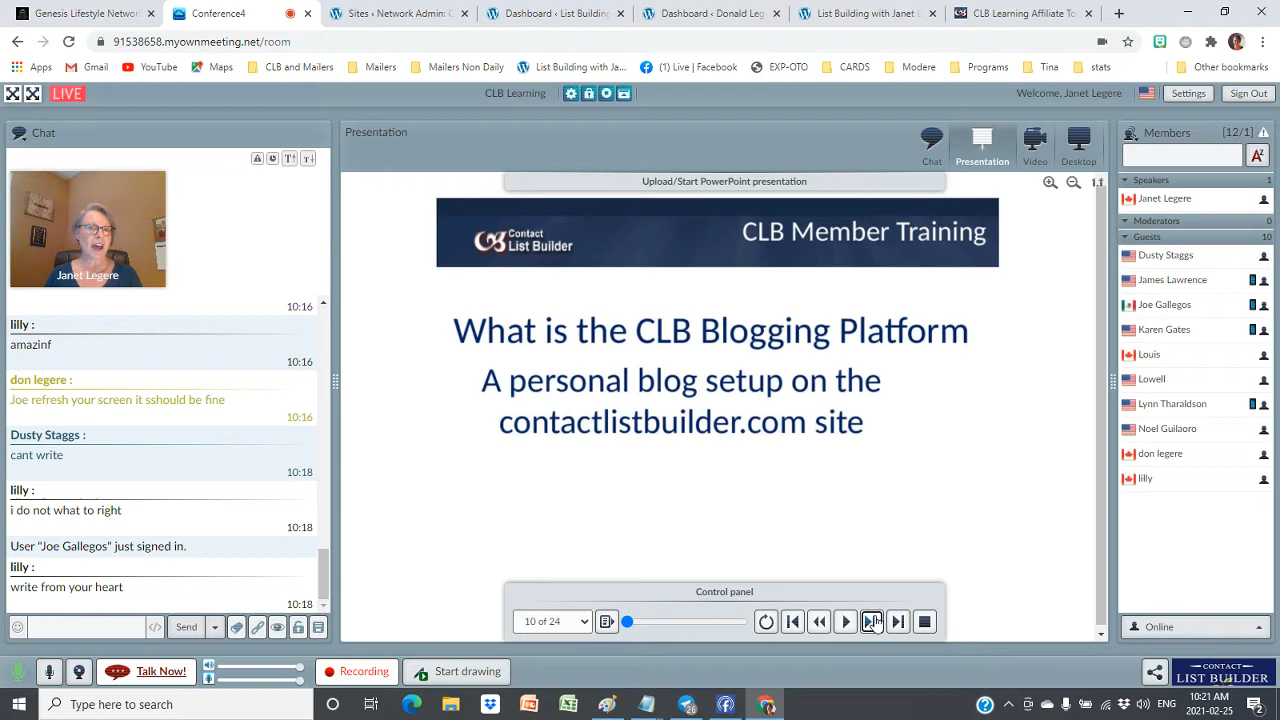 Genesis Lifestyle Network
Conference4
Sites ‹ Network Admin:
Dashboard ‹ List Building
Dashboard ‹ Donald Leg
List Building with Janet L
CLB Learning Affiliate To
91538658.myownmeeting.net/room
Apps
Gmail
YouTube
Maps
CLB and Mailers
Mailers
Mailers Non Daily
List Building with Ja...
(1) Live | Facebook
EXP-OTO
CARDS
Modere
Programs
Tina
stats
Other bookmarks
LIVE
CLB Learning
Welcome, Janet Legere
Settings
Sign Out
Chat
Janet Legere
10:16
lilly :
amazinf
10:16
don legere :
Joe refresh your screen it sshould be fine
10:16
Dusty Staggs :
cant write
10:18
lilly :
i do not what to right
10:18
User "Joe Gallegos" just signed in.
lilly :
write from your heart
10:18
Send
Presentation
Chat
Presentation
Video
Desktop
Upload/Start PowerPoint presentation
1:1
Contact
List Builder
CLB Member Training
What is the CLB Blogging Platform
A personal blog setup on the
contactlistbuilder.com site
Control panel
10 of 24
Members
[12/1]
Speakers
1
Janet Legere
Moderators
0
Guests
10
Dusty Staggs
James Lawrence
Joe Gallegos
Karen Gates
Louis
Lowell
Lynn Tharaldson
Noel Guilaoro
don legere
lilly
Online
Talk Now!
Recording
Start drawing
CONTACT
LIST BUILDER
Type here to search
26
ENG
10:21 AM
2021-02-25
2